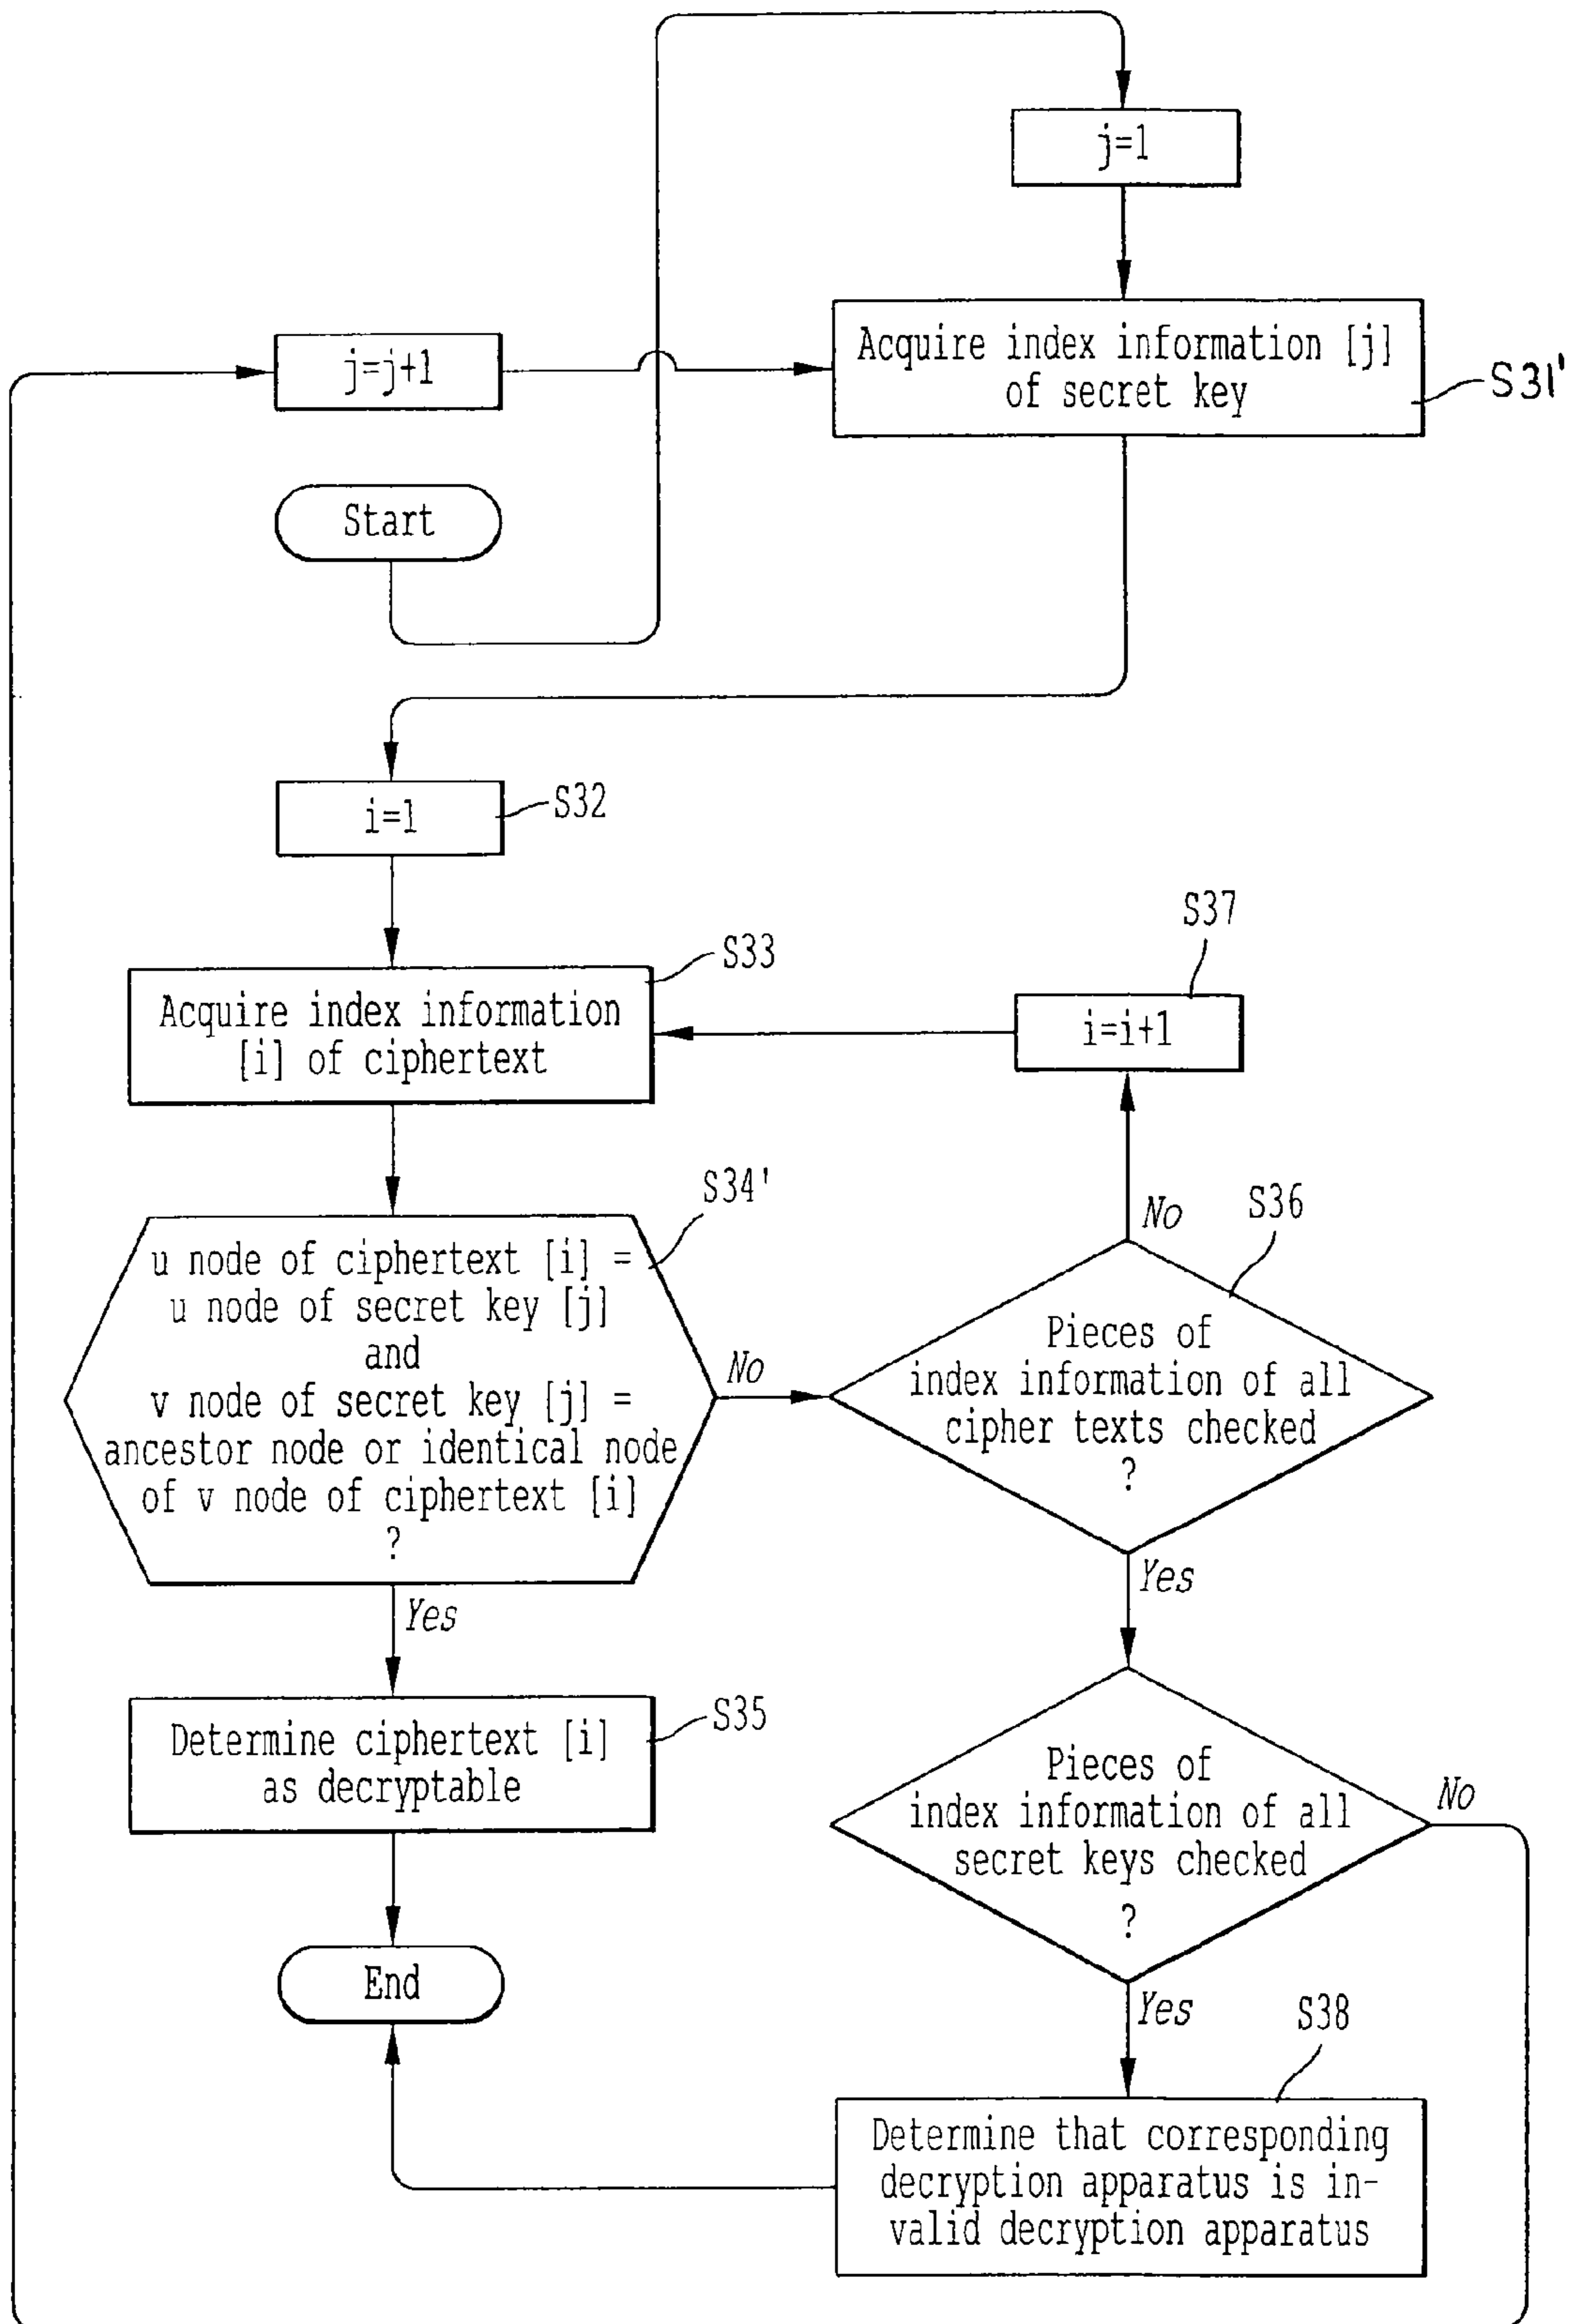 j=1
Acquire index information [j]
of secret key
S31'
j=j+1
Start
i=1
S32
S37
S33
Acquire index information
[i] of ciphertext
i=i+1
S34'
No
S36
u node of ciphertext [i] =
u node of secret key [j]
and
v node of secret key [j] =
ancestor node or identical node
of v node of ciphertext [i]
?
No
Pieces of
index information of all
cipher texts checked
?
Yes
Yes
Determine ciphertext [i]
as decryptable
S35
Pieces of
index information of all
secret keys checked
?
No
End
Yes
S38
Determine that corresponding
decryption apparatus is in-
valid decryption apparatus